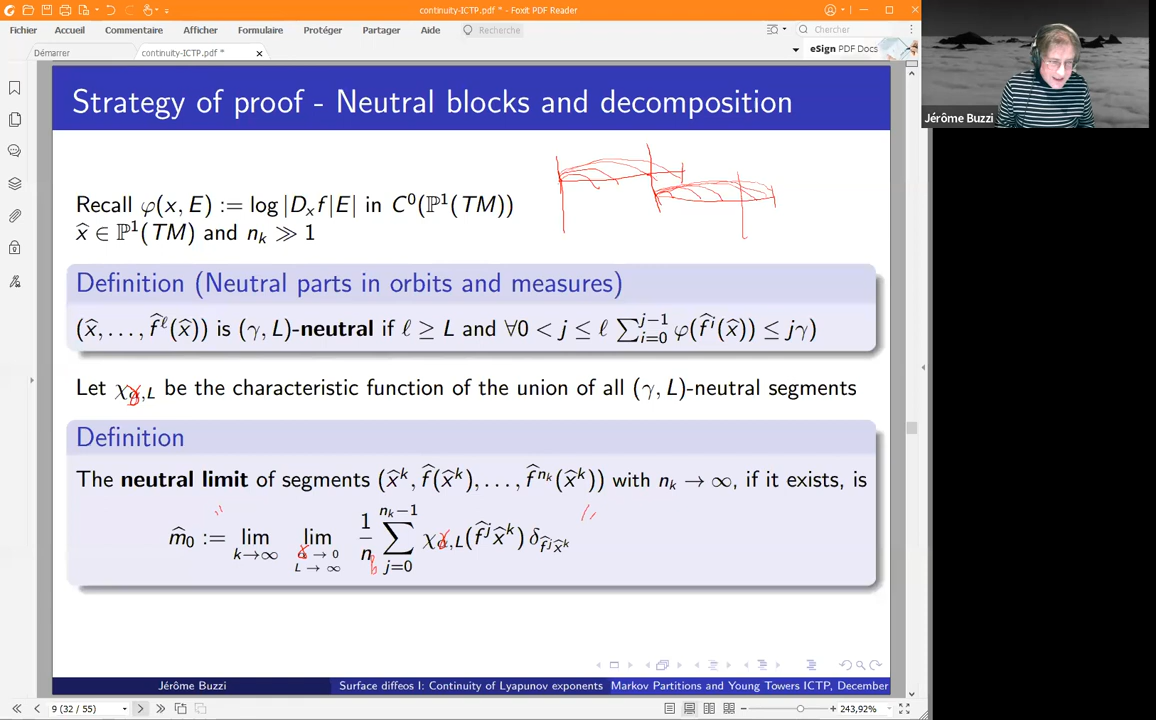 continuity-ICTP.pdf * - Foxit PDF Reader
Fichier Accueil Commentaire Afficher Formulaire Protéger Partager Aide Recherche Chercher
Démarrer continuity-ICTP.pdf * eSign PDF Docs
Strategy of proof - Neutral blocks and decomposition
Recall φ(x, E) := log |D_x f|E| in C⁰(ℙ¹(TM))
x̂ ∈ ℙ¹(TM) and n_k ≫ 1
Definition (Neutral parts in orbits and measures)
(x̂, . . . , f̂^ℓ(x̂)) is (γ, L)-neutral if ℓ ≥ L and ∀0 < j ≤ ℓ ∑_{i=0}^{j−1} φ(f̂^i(x̂)) ≤ jγ)
Let χ_{γ,L} be the characteristic function of the union of all (γ, L)-neutral segments
Definition
The neutral limit of segments (x̂^k, f̂(x̂^k), . . . , f̂^{n_k}(x̂^k)) with n_k → ∞, if it exists, is
" m̂₀ := lim_{k→∞} lim_{γ→0, L→∞} 1/n_k ∑_{j=0}^{n_k−1} χ_{γ,L}(f̂^j x̂^k) δ_{f̂^j x̂^k} "
Jérôme Buzzi Surface diffeos I: Continuity of Lyapunov exponents Markov Partitions and Young Towers ICTP, December
9 (32 / 55) 243,92%
Jérôme Buzzi